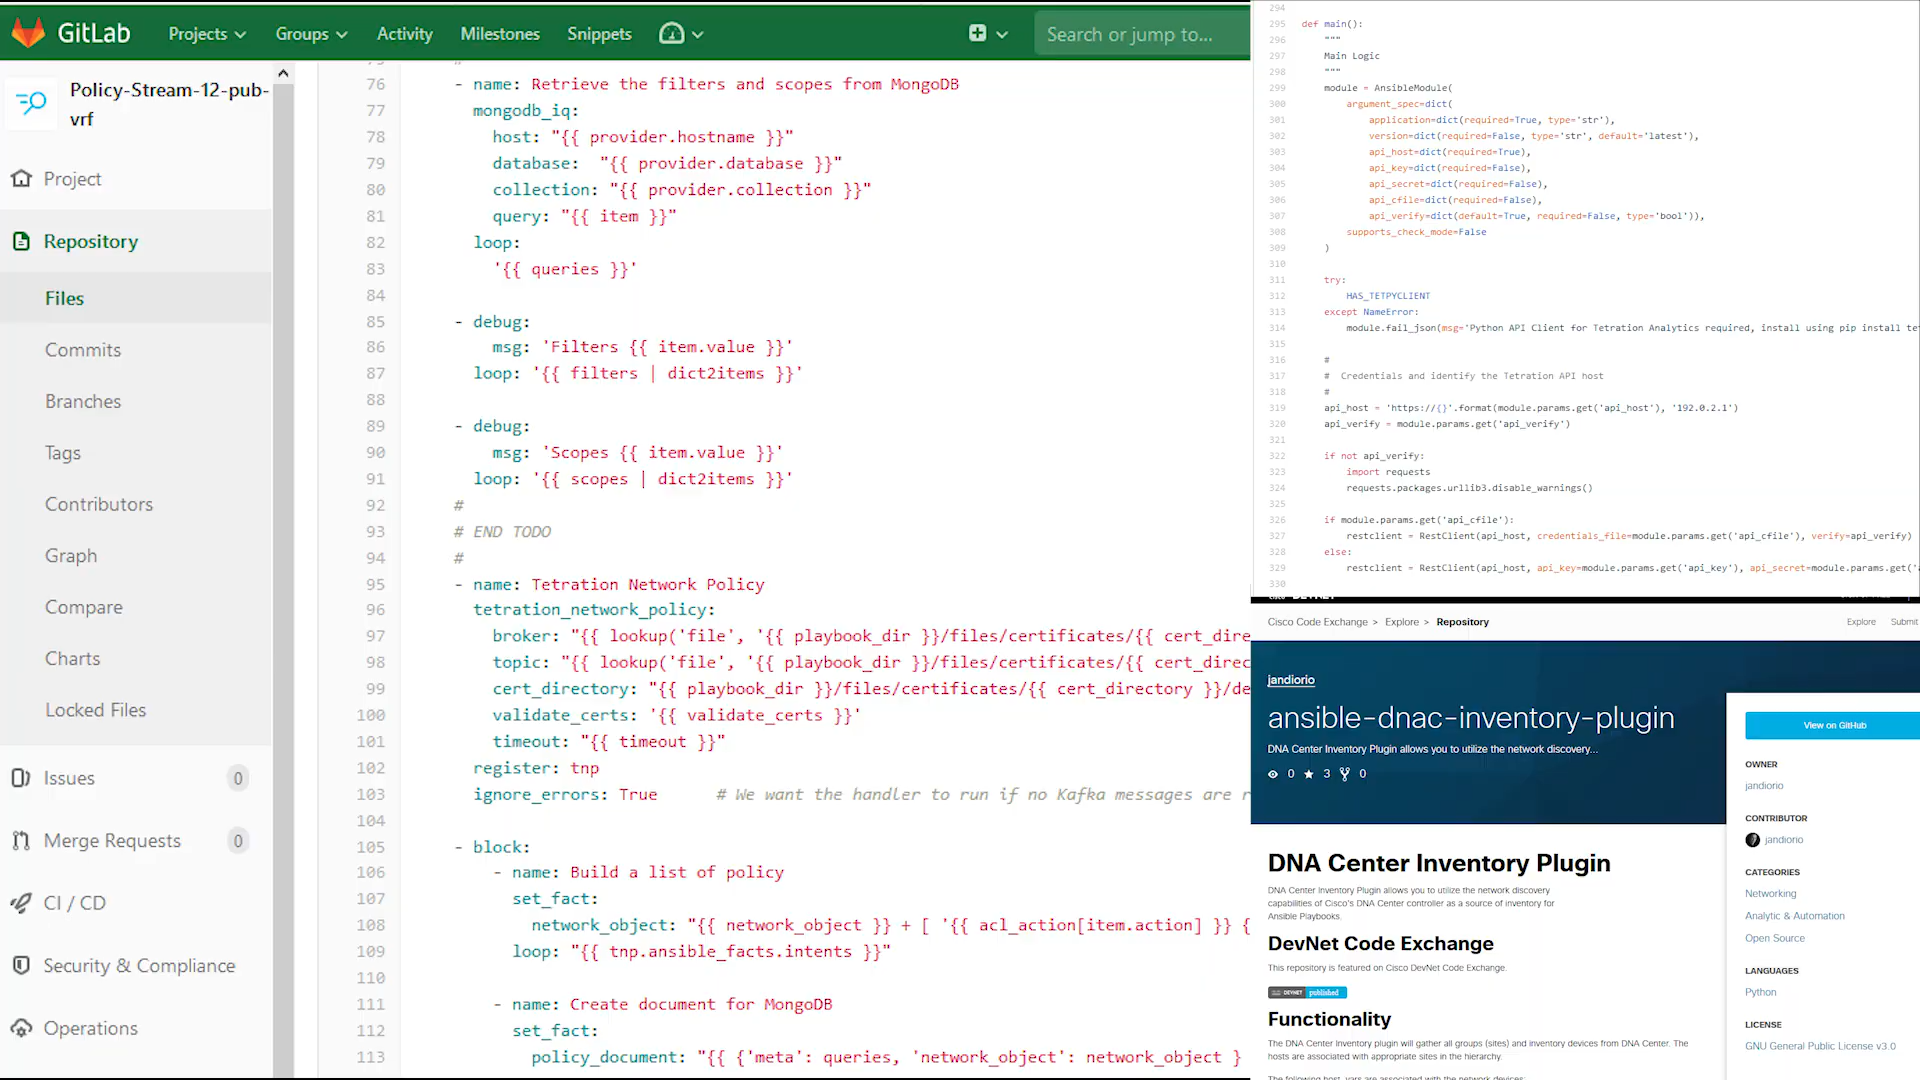 GitLab
Projects
Groups
Activity
Milestones
Snippets
Search or jump to...
Policy-Stream-12-pub-
vrf
Project
Repository
Files
Commits
Branches
Tags
Contributors
Graph
Compare
Charts
Locked Files
Issues 0
Merge Requests 0
CI / CD
Security & Compliance
Operations
76 - name: Retrieve the filters and scopes from MongoDB
77 mongodb_iq:
78 host: "{{ provider.hostname }}"
79 database:  "{{ provider.database }}"
80 collection: "{{ provider.collection }}"
81 query: "{{ item }}"
82 loop:
83 '{{ queries }}'
84
85 - debug:
86 msg: 'Filters {{ item.value }}'
87 loop: '{{ filters | dict2items }}'
88
89 - debug:
90 msg: 'Scopes {{ item.value }}'
91 loop: '{{ scopes | dict2items }}'
92 #
93 # END TODO
94 #
95 - name: Tetration Network Policy
96 tetration_network_policy:
97 broker: "{{ lookup('file', '{{ playbook_dir }}/files/certificates/{{ cert_dire
98 topic: "{{ lookup('file', '{{ playbook_dir }}/files/certificates/{{ cert_direc
99 cert_directory: "{{ playbook_dir }}/files/certificates/{{ cert_directory }}/de
100 validate_certs: '{{ validate_certs }}'
101 timeout: "{{ timeout }}"
102 register: tnp
103 ignore_errors: True # We want the handler to run if no Kafka messages are r
104
105 - block:
106 - name: Build a list of policy
107 set_fact:
108 network_object: "{{ network_object }} + [ '{{ acl_action[item.action] }} {
109 loop: "{{ tnp.ansible_facts.intents }}"
110
111 - name: Create document for MongoDB
112 set_fact:
113 policy_document: "{{ {'meta': queries, 'network_object': network_object }
294
295 def main():
296 """
297 Main Logic
298 """
299 module = AnsibleModule(
300 argument_spec=dict(
301 application=dict(required=True, type='str'),
302 version=dict(required=False, type='str', default='latest'),
303 api_host=dict(required=True),
304 api_key=dict(required=False),
305 api_secret=dict(required=False),
306 api_cfile=dict(required=False),
307 api_verify=dict(default=True, required=False, type='bool')),
308 supports_check_mode=False
309 )
310
311 try:
312 HAS_TETPYCLIENT
313 except NameError:
314 module.fail_json(msg='Python API Client for Tetration Analytics required, install using pip install te
315
316 #
317 #  Credentials and identify the Tetration API host
318 #
319 api_host = 'https://{}'.format(module.params.get('api_host'), '192.0.2.1')
320 api_verify = module.params.get('api_verify')
321
322 if not api_verify:
323 import requests
324 requests.packages.urllib3.disable_warnings()
325
326 if module.params.get('api_cfile'):
327 restclient = RestClient(api_host, credentials_file=module.params.get('api_cfile'), verify=api_verify)
328 else:
329 restclient = RestClient(api_host, api_key=module.params.get('api_key'), api_secret=module.params.get('
330
Cisco Code Exchange > Explore > Repository
Explore
Submit
jandiorio
ansible-dnac-inventory-plugin
DNA Center Inventory Plugin allows you to utilize the network discovery...
0 3 0
View on GitHub
OWNER
jandiorio
CONTRIBUTOR
jandiorio
CATEGORIES
Networking
Analytic & Automation
Open Source
LANGUAGES
Python
LICENSE
GNU General Public License v3.0
DNA Center Inventory Plugin
DNA Center Inventory Plugin allows you to utilize the network discovery
capabilities of Cisco's DNA Center controller as a source of inventory for
Ansible Playbooks.
DevNet Code Exchange
This repository is featured on Cisco DevNet Code Exchange.
DEVNET published
Functionality
The DNA Center Inventory plugin will gather all groups (sites) and inventory devices from DNA Center. The
hosts are associated with appropriate sites in the hierarchy.
The following host_vars are associated with the network devices: